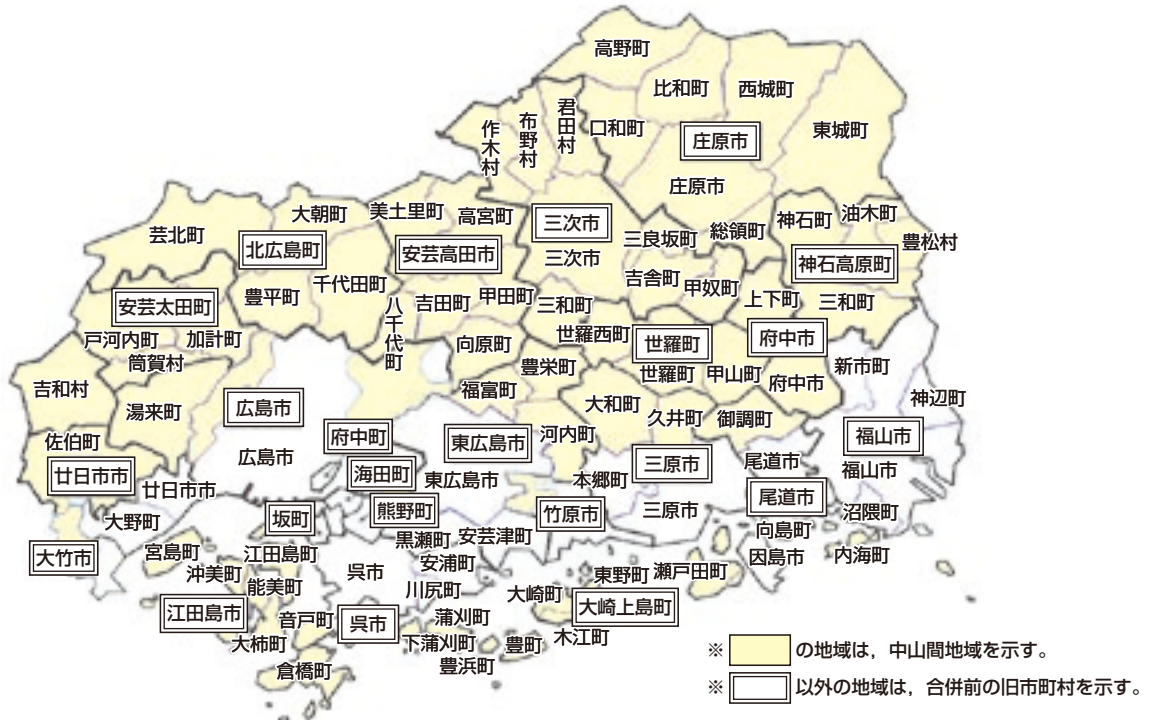 高野町
比和町
西城町
君田村
布野村
作木村
口和町
庄原市
東城町
庄原市
大朝町
美土里町
高宮町
三次市
神石町
油木町
芸北町
北広島町
安芸高田市
三良坂町
総領町
豊松村
三次市
神石高原町
千代田町
吉舎町
甲奴町
安芸太田町
豊平町
八千代町
吉田町
甲田町
三和町
上下町
三和町
戸河内町
加計町
向原町
世羅西町
世羅町
府中市
筒賀村
豊栄町
新市町
吉和村
福富町
世羅町
甲山町
府中市
湯来町
広島市
大和町
久井町
御調町
神辺町
佐伯町
府中町
東広島市
河内町
福山市
広島市
三原市
尾道市
廿日市市
海田町
東広島市
本郷町
福山市
廿日市市
尾道市
大野町
坂町
熊野町
竹原市
三原市
沼隈町
黒瀬町
安芸津町
向島町
大竹市
宮島町
江田島町
安浦町
因島市
内海町
沖美町
能美町
呉市
川尻町
大崎町
東野町
瀬戸田町
江田島市
音戸町
呉市
蒲刈町
大崎上島町
大柿町
下蒲刈町
豊町
木江町
倉橋町
豊浜町
※ の地域は，中山間地域を示す。
※ 以外の地域は，合併前の旧市町村を示す。